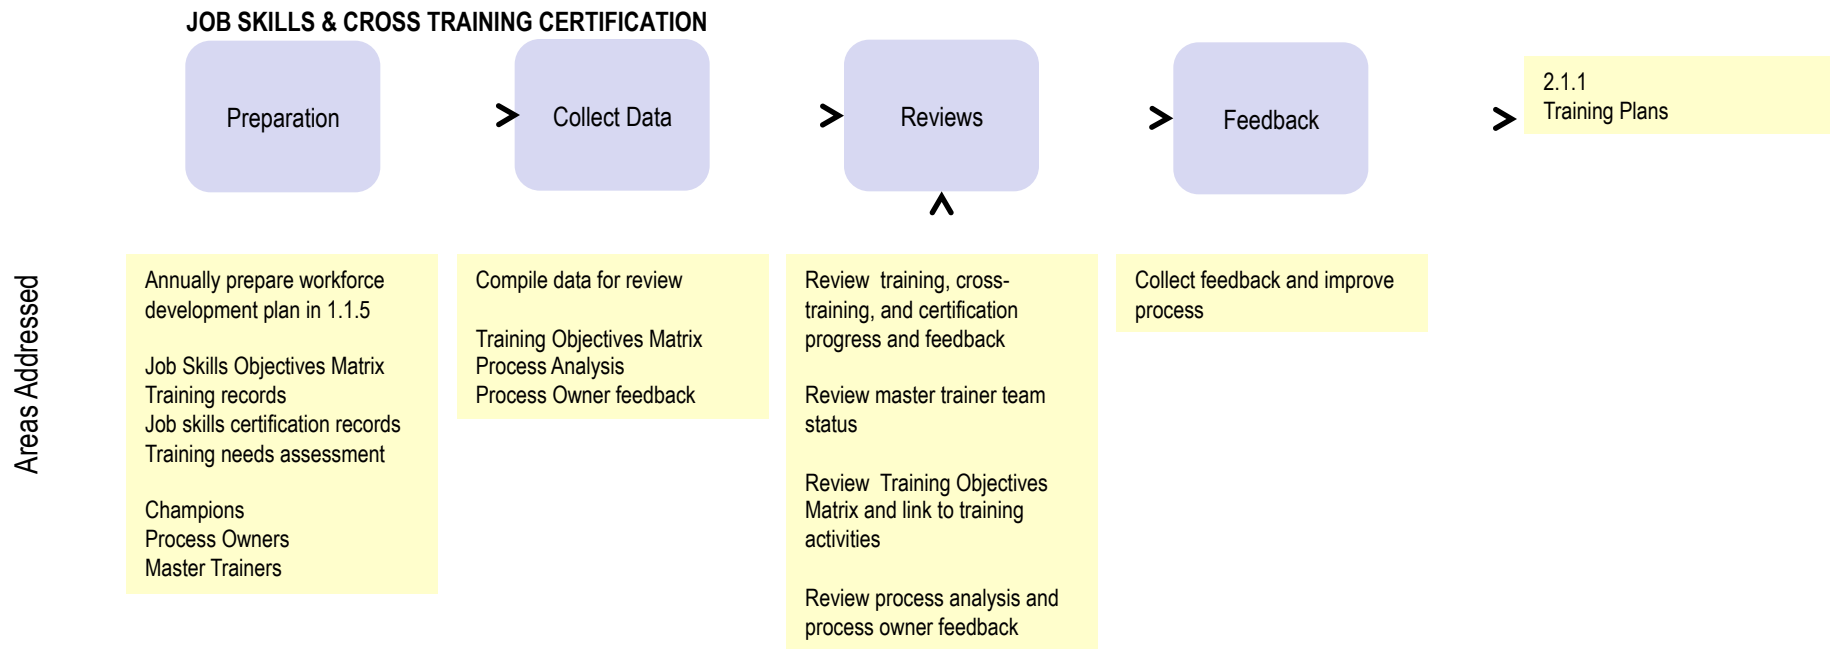 JOB SKILLS & CROSS TRAINING CERTIFICATION
Preparation
Collect Data
Reviews
Feedback
2.1.1
Training Plans
Areas Addressed
Annually prepare workforce
development plan in 1.1.5
Job Skills Objectives Matrix
Training records
Job skills certification records
Training needs assessment
Champions
Process Owners
Master Trainers
Compile data for review
Training Objectives Matrix
Process Analysis
Process Owner feedback
Review  training, cross-
training, and certification
progress and feedback
Review master trainer team
status
Review  Training Objectives
Matrix and link to training
activities
Review process analysis and
process owner feedback
Collect feedback and improve
process